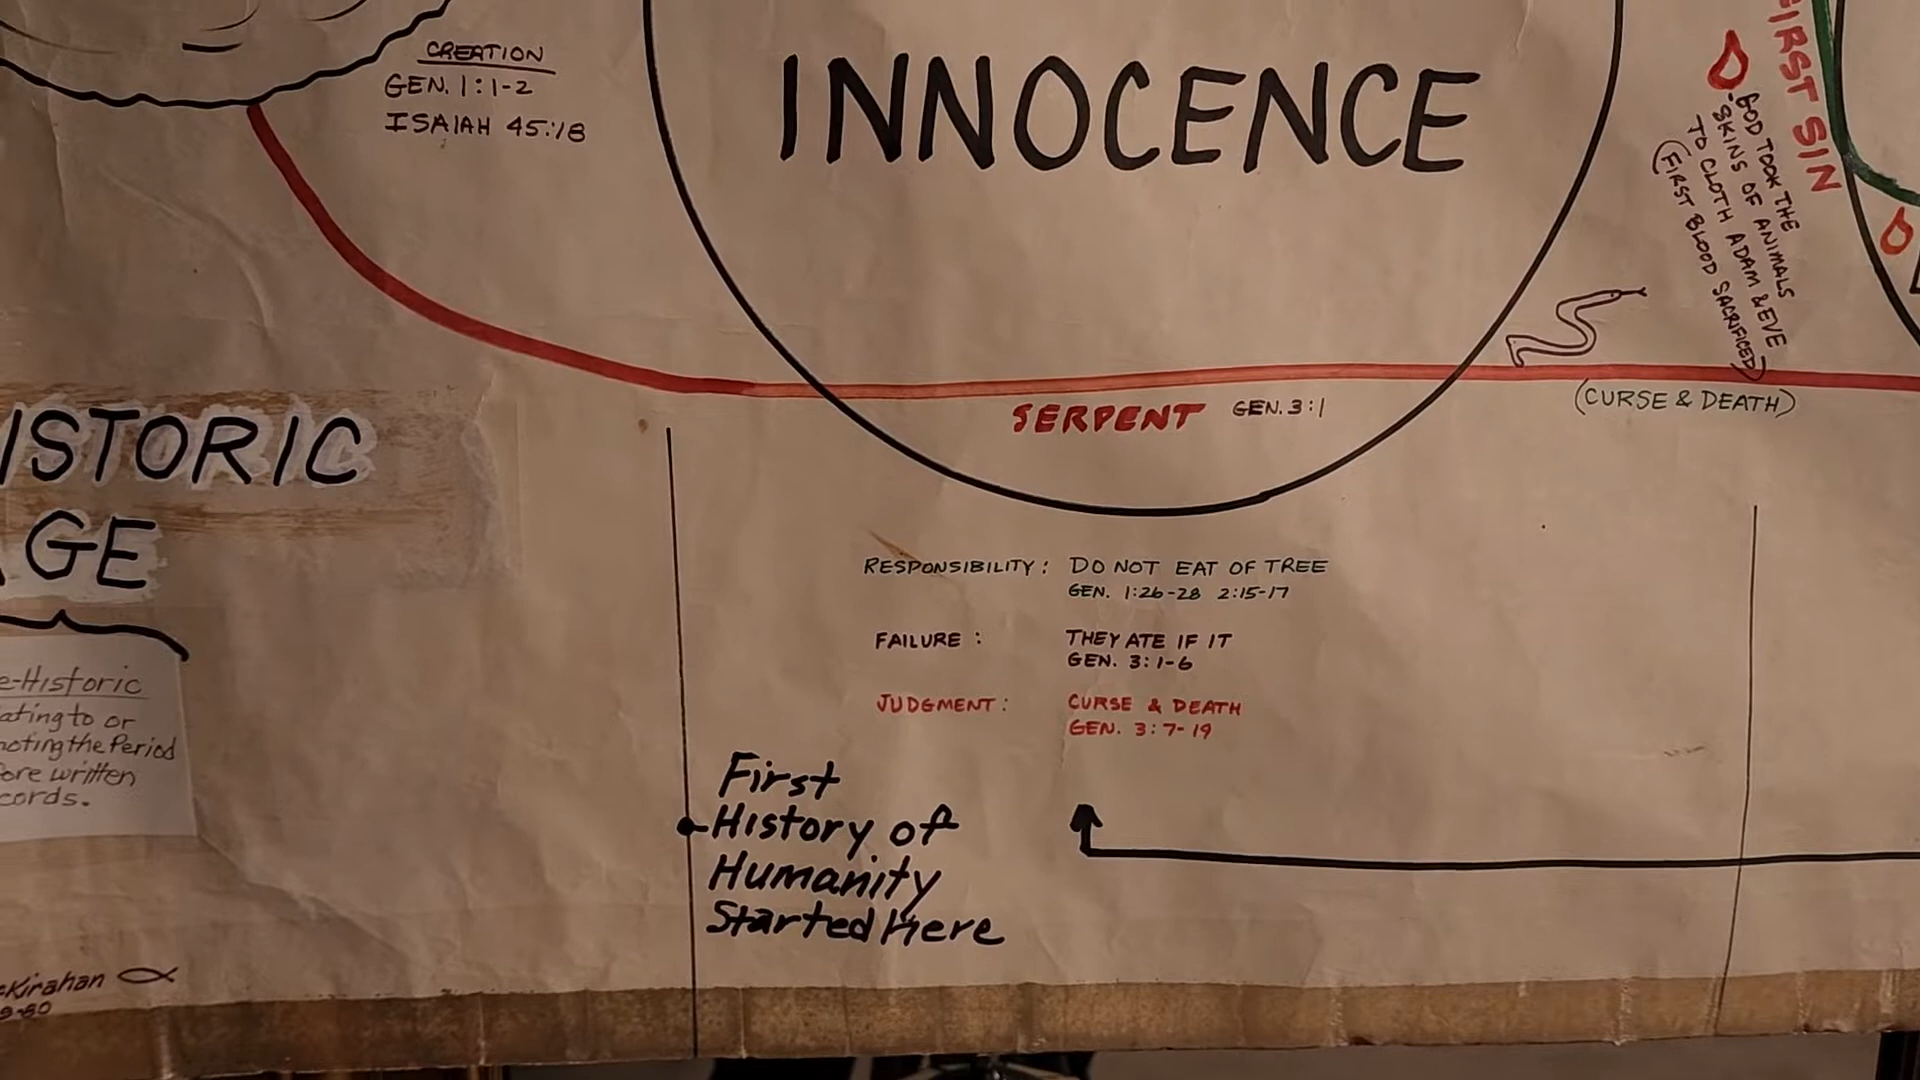 CREATION
GEN. 1:1-2
ISAIAH 45:18
INNOCENCE
FIRST SIN
GOD TOOK THE
SKINS OF ANIMALS
TO CLOTH ADAM & EVE
(FIRST BLOOD SACRIFICED)
SERPENT GEN. 3:1
(CURSE & DEATH)
ISTORIC
GE
e-Historic
ating to or
noting the Period
fore written
cords.
RESPONSIBILITY: DO NOT EAT OF TREE
GEN. 1:26-28 2:15-17
FAILURE: THEY ATE IF IT
GEN. 3:1-6
JUDGMENT: CURSE & DEATH
GEN. 3:7-19
First
History of
Humanity
Started Here
Kirahan